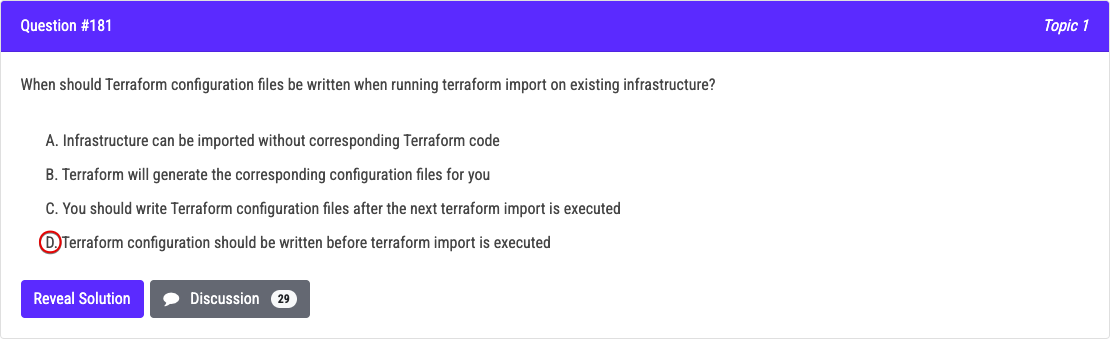 Question #181
Topic 1
When should Terraform configuration files be written when running terraform import on existing infrastructure?
A. Infrastructure can be imported without corresponding Terraform code
B. Terraform will generate the corresponding configuration files for you
C. You should write Terraform configuration files after the next terraform import is executed
D. Terraform configuration should be written before terraform import is executed
Reveal Solution
Discussion 29